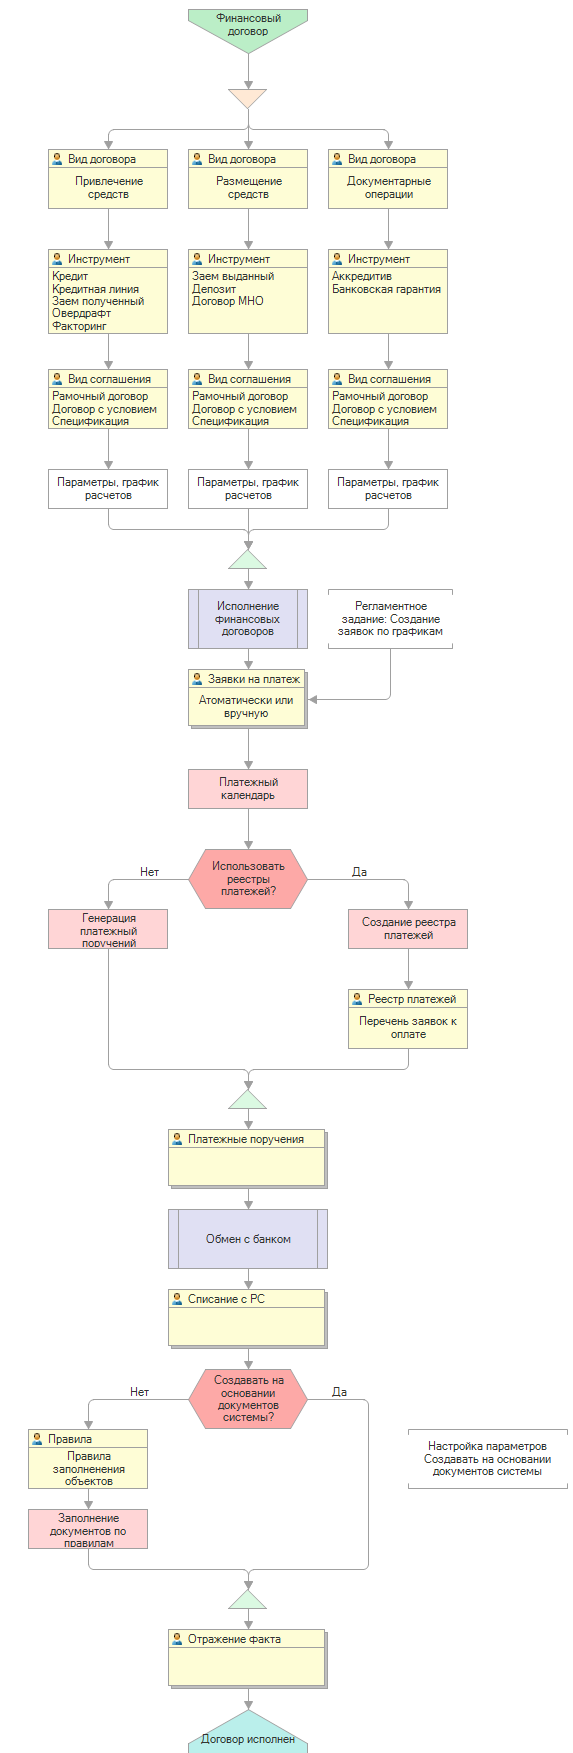 Финансовый
договор
Вид договора
Привлечение
средств
Вид договора
Размещение
средств
Вид договора
Документарные
операции
Инструмент
Кредит
Кредитная линия
Заем полученный
Овердрафт
Факторинг
Инструмент
Заем выданный
Депозит
Договор МНО
Инструмент
Аккредитив
Банковская гарантия
Вид соглашения
Рамочный договор
Договор с условием
Спецификация
Вид соглашения
Рамочный договор
Договор с условием
Спецификация
Вид соглашения
Рамочный договор
Договор с условием
Спецификация
Параметры, график
расчетов
Параметры, график
расчетов
Параметры, график
расчетов
Исполнение
финансовых
договоров
Регламентное
задание: Создание
заявок по графикам
Заявки на платеж
Атоматически или
вручную
Платежный
календарь
Использовать
реестры
платежей?
Нет
Да
Генерация
платежный
поручений
Создание реестра
платежей
Реестр платежей
Перечень заявок к
оплате
Платежные поручения
Обмен с банком
Списание с РС
Создавать на
основании
документов
системы?
Нет
Да
Правила
Правила
заполненения
объектов
Настройка параметров
Создавать на основании
документов системы
Заполнение
документов по
правилам
Отражение факта
Договор исполнен